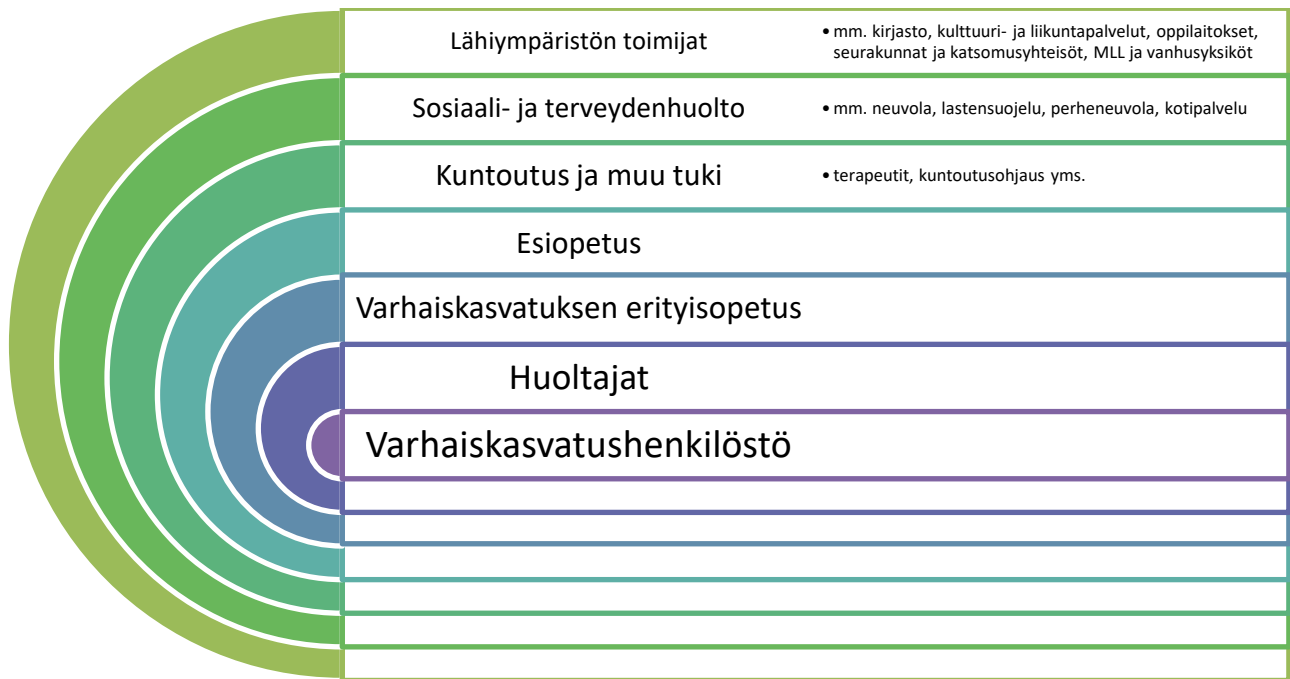 Lähiympäristön toimijat
• mm. kirjasto, kulttuuri- ja liikuntapalvelut, oppilaitokset,
seurakunnat ja katsomusyhteisöt, MLL ja vanhusyksiköt
Sosiaali- ja terveydenhuolto
• mm. neuvola, lastensuojelu, perheneuvola, kotipalvelu
Kuntoutus ja muu tuki
• terapeutit, kuntoutusohjaus yms.
Esiopetus
Varhaiskasvatuksen erityisopetus
Huoltajat
Varhaiskasvatushenkilöstö